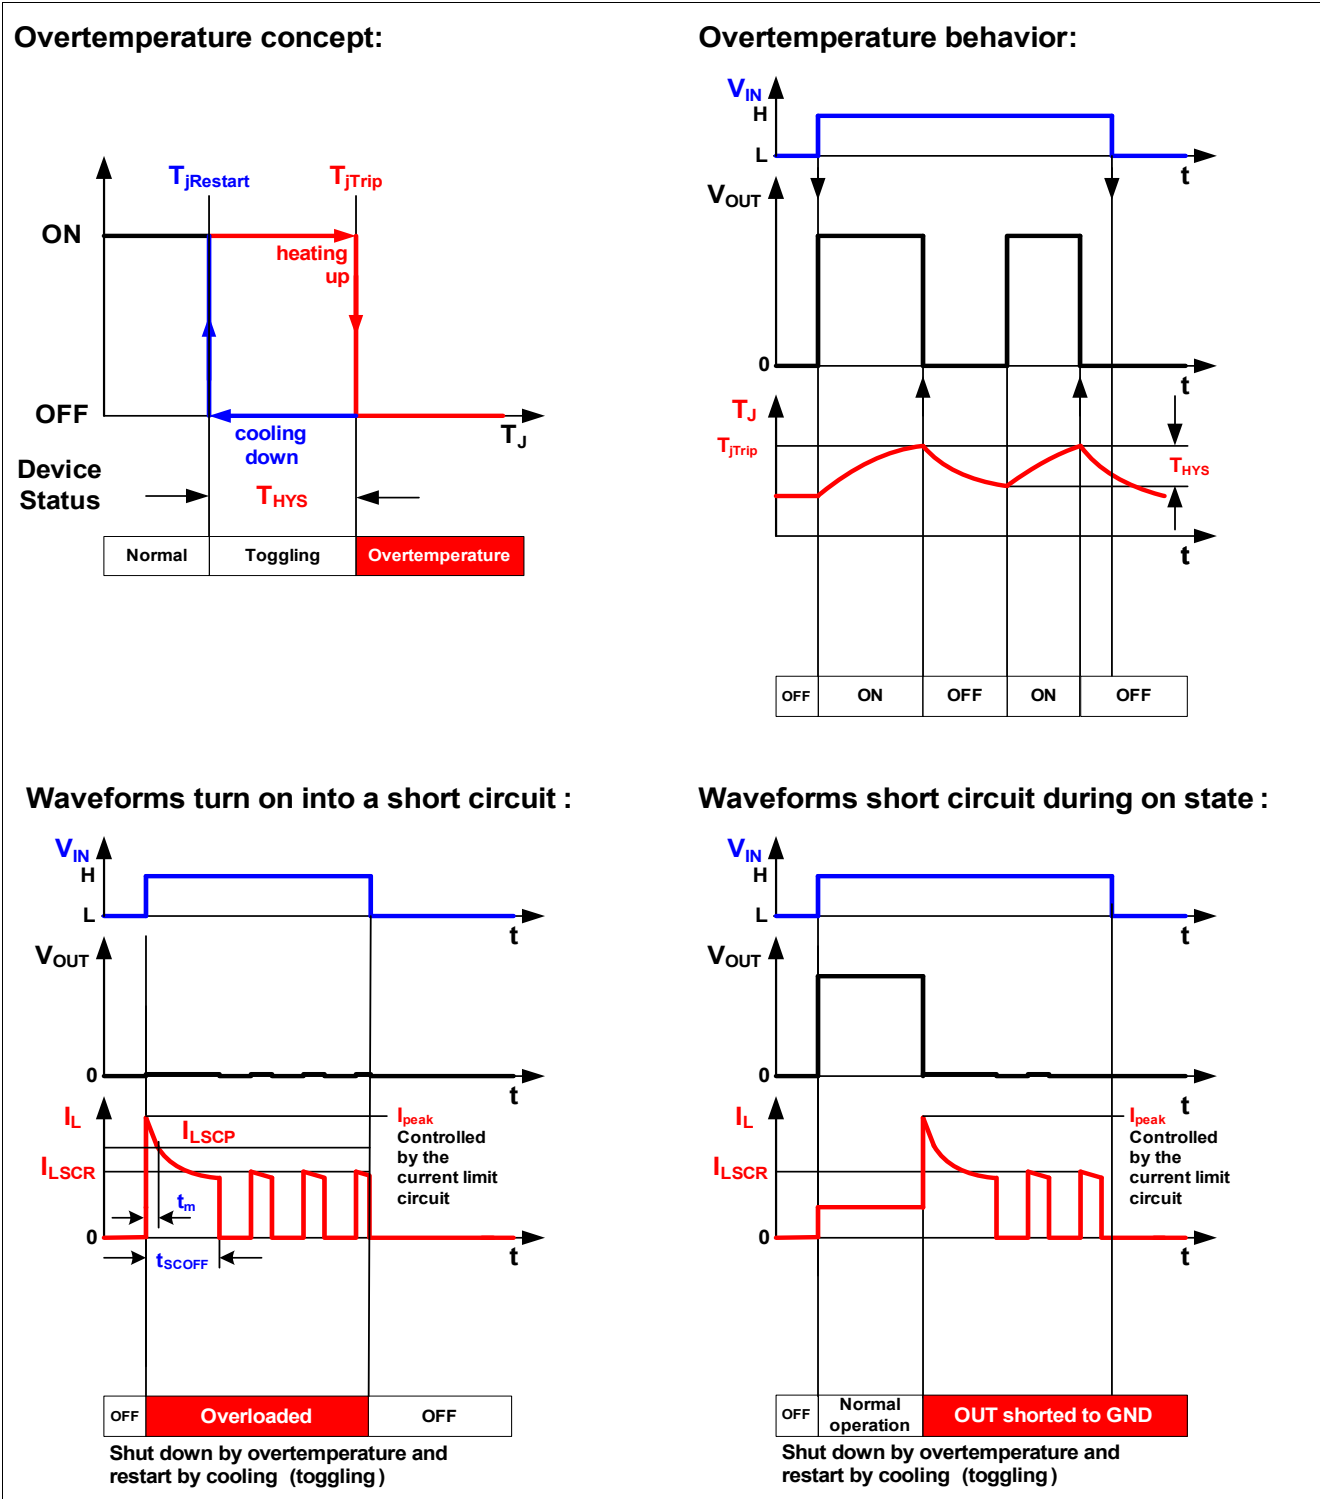 Overtemperature concept:
TjRestart
TjTrip
ON
heating
up
OFF
cooling
down
TJ
Device
Status
THYS
Normal
Toggling
Overtemperature
Overtemperature behavior:
VIN
H
L
t
VOUT
0
t
TJ
TjTrip
THYS
t
OFF
ON
OFF
ON
OFF
Waveforms turn on into a short circuit :
VIN
H
L
t
VOUT
0
t
IL
Ipeak
Controlled
by the
current limit
circuit
ILSCP
ILSCR
tm
0
t
tSCOFF
OFF
Overloaded
OFF
Shut down by overtemperature and
restart by cooling (toggling)
Waveforms short circuit during on state :
VIN
H
L
t
VOUT
0
t
IL
Ipeak
Controlled
by the
current limit
circuit
ILSCR
0
t
OFF
Normal
operation
OUT shorted to GND
Shut down by overtemperature and
restart by cooling (toggling)